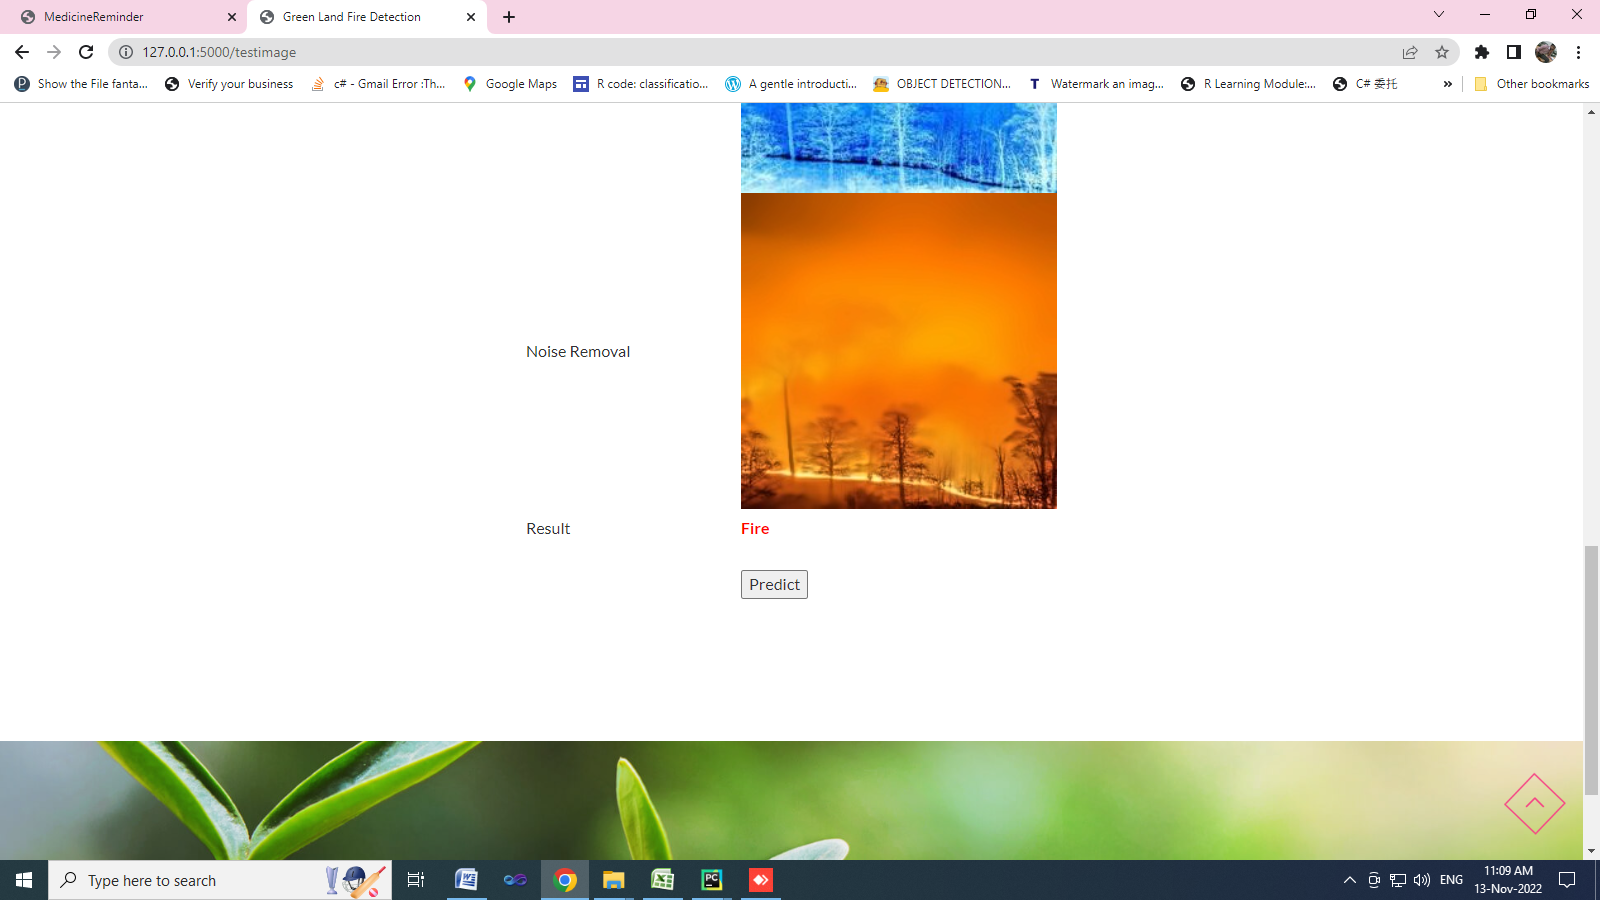 MedicineReminder
Green Land Fire Detection
127.0.0.1:5000/testimage
Show the File fanta...
Verify your business
c# - Gmail Error :Th...
Google Maps
R code: classificatio...
A gentle introducti...
OBJECT DETECTION...
T
Watermark an imag...
R Learning Module:...
C# 委托
»
Other bookmarks
Noise Removal
Result
Fire
Predict
Type here to search
ENG
11:09 AM
13-Nov-2022